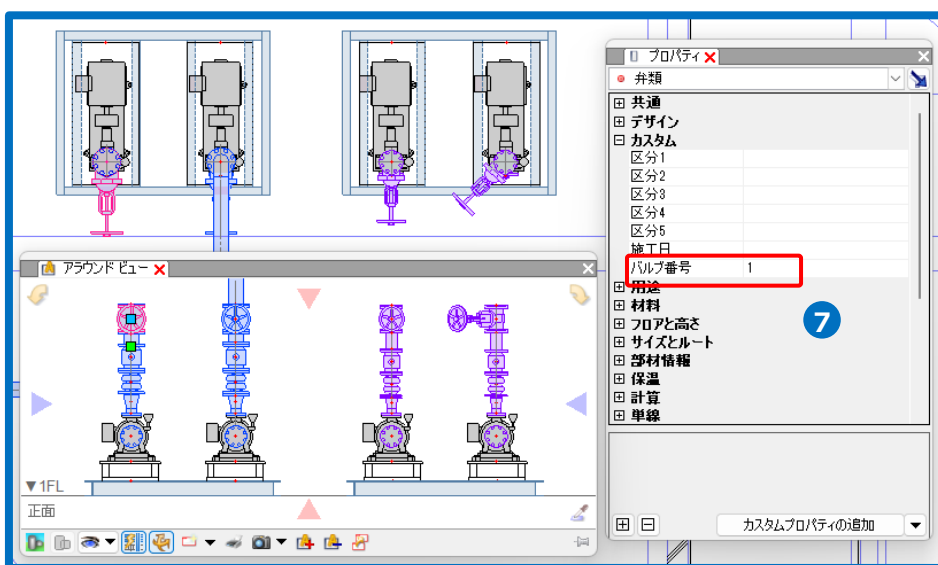 プロパティ
弁類
共通
デザイン
カスタム
区分1
区分2
区分3
区分4
区分5
施工日
バルブ番号 1
用途
材料
フロアと高さ
サイズとルート
部材情報
保温
計算
単線
7
カスタムプロパティの追加
アラウンド ビュー
▼1FL
正面